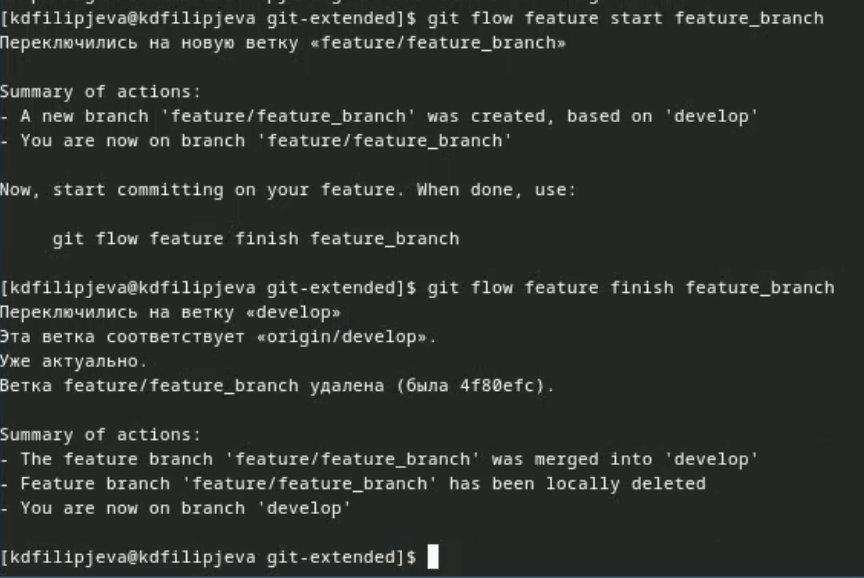 [kdfilipjeva@kdfilipjeva git-extended]$ git flow feature start feature_branch
Переключились на новую ветку «feature/feature_branch»
Summary of actions:
- A new branch 'feature/feature_branch' was created, based on 'develop'
- You are now on branch 'feature/feature_branch'
Now, start committing on your feature. When done, use:
git flow feature finish feature_branch
[kdfilipjeva@kdfilipjeva git-extended]$ git flow feature finish feature_branch
Переключились на ветку «develop»
Эта ветка соответствует «origin/develop».
Уже актуально.
Ветка feature/feature_branch удалена (была 4f80efc).
Summary of actions:
- The feature branch 'feature/feature_branch' was merged into 'develop'
- Feature branch 'feature/feature_branch' has been locally deleted
- You are now on branch 'develop'
[kdfilipjeva@kdfilipjeva git-extended]$